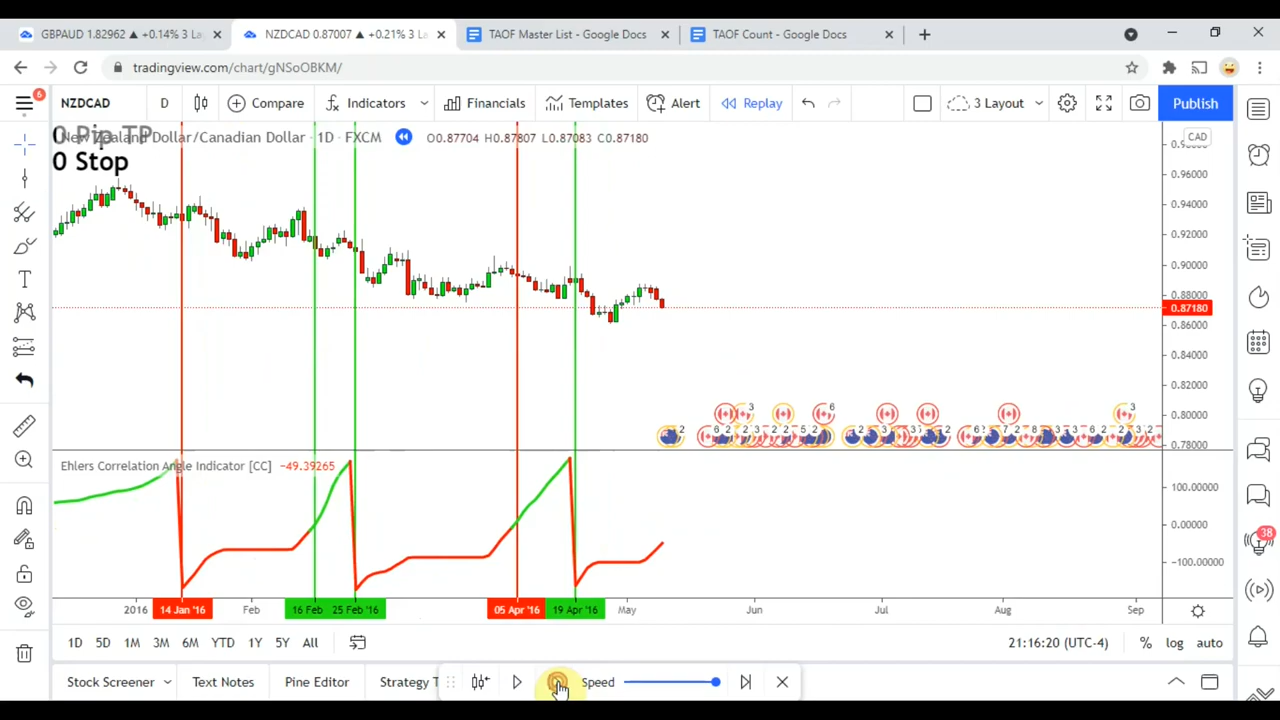 GBPAUD 1.82962 ▲ +0.14% 3 La
NZDCAD 0.87007 ▲ +0.21% 3 La
TAOF Master List - Google Docs
TAOF Count - Google Docs
tradingview.com/chart/gNSoOBKM/
6
NZDCAD
D
Compare
Indicators
Financials
Templates
Alert
Replay
3 Layout
Publish
0 Pip TP
New Zealand Dollar/Canadian Dollar · 1D · FXCM
O0.87704 H0.87807 L0.87083 C0.87180
0 Stop
CAD
0.96000
0.94000
0.92000
0.90000
0.88000
0.87180
0.86000
0.84000
0.82000
0.80000
0.78000
Ehlers Correlation Angle Indicator [CC] −49.39265
100.00000
0.00000
−100.00000
38
2016
14 Jan '16
Feb
16 Feb
25 Feb '16
05 Apr '16
19 Apr '16
May
Jun
Jul
Aug
Sep
1D 5D 1M 3M 6M YTD 1Y 5Y All
21:16:20 (UTC-4)
% log auto
Stock Screener
Text Notes
Pine Editor
Strategy T
Speed